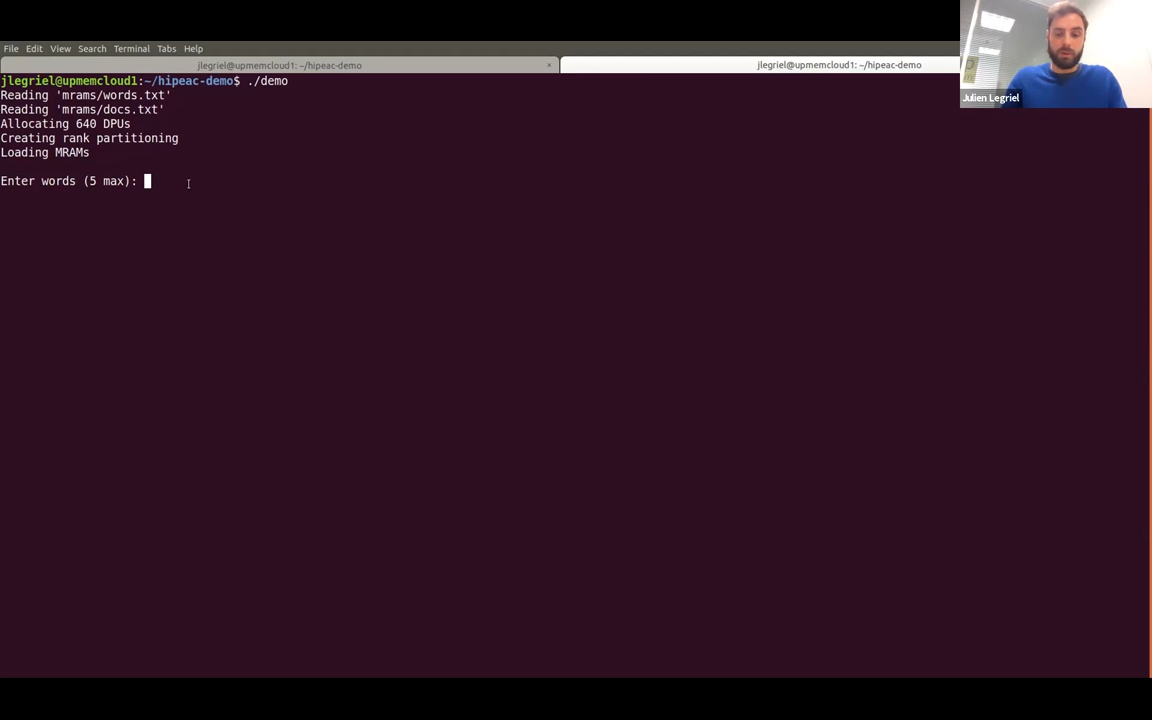 File Edit View Search Terminal Tabs Help
jlegriel@upmemcloud1: ~/hipeac-demo × jlegriel@upmemcloud1: ~/hipeac-demo
jlegriel@upmemcloud1:~/hipeac-demo$ ./demo
Reading 'mrams/words.txt'
Reading 'mrams/docs.txt'
Allocating 640 DPUs
Creating rank partitioning
Loading MRAMs
Enter words (5 max):
Julien Legriel